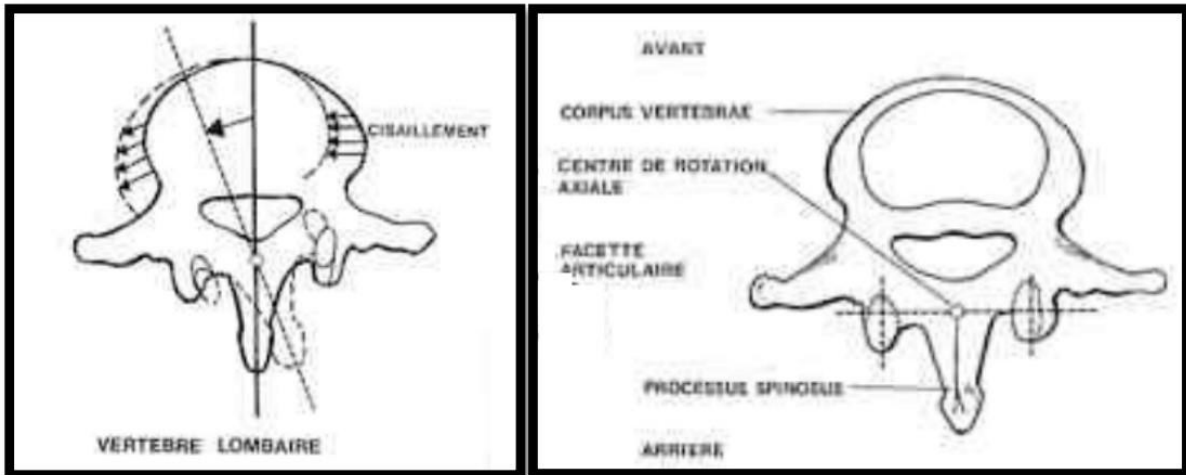 CISAILLEMENT
VERTEBRE LOMBAIRE
AVANT
CORPUS VERTEBRAE
CENTRE DE ROTATION
AXIALE
FACETTE
ARTICULAIRE
PROCESSUS SPINOSUS
ARRIERE